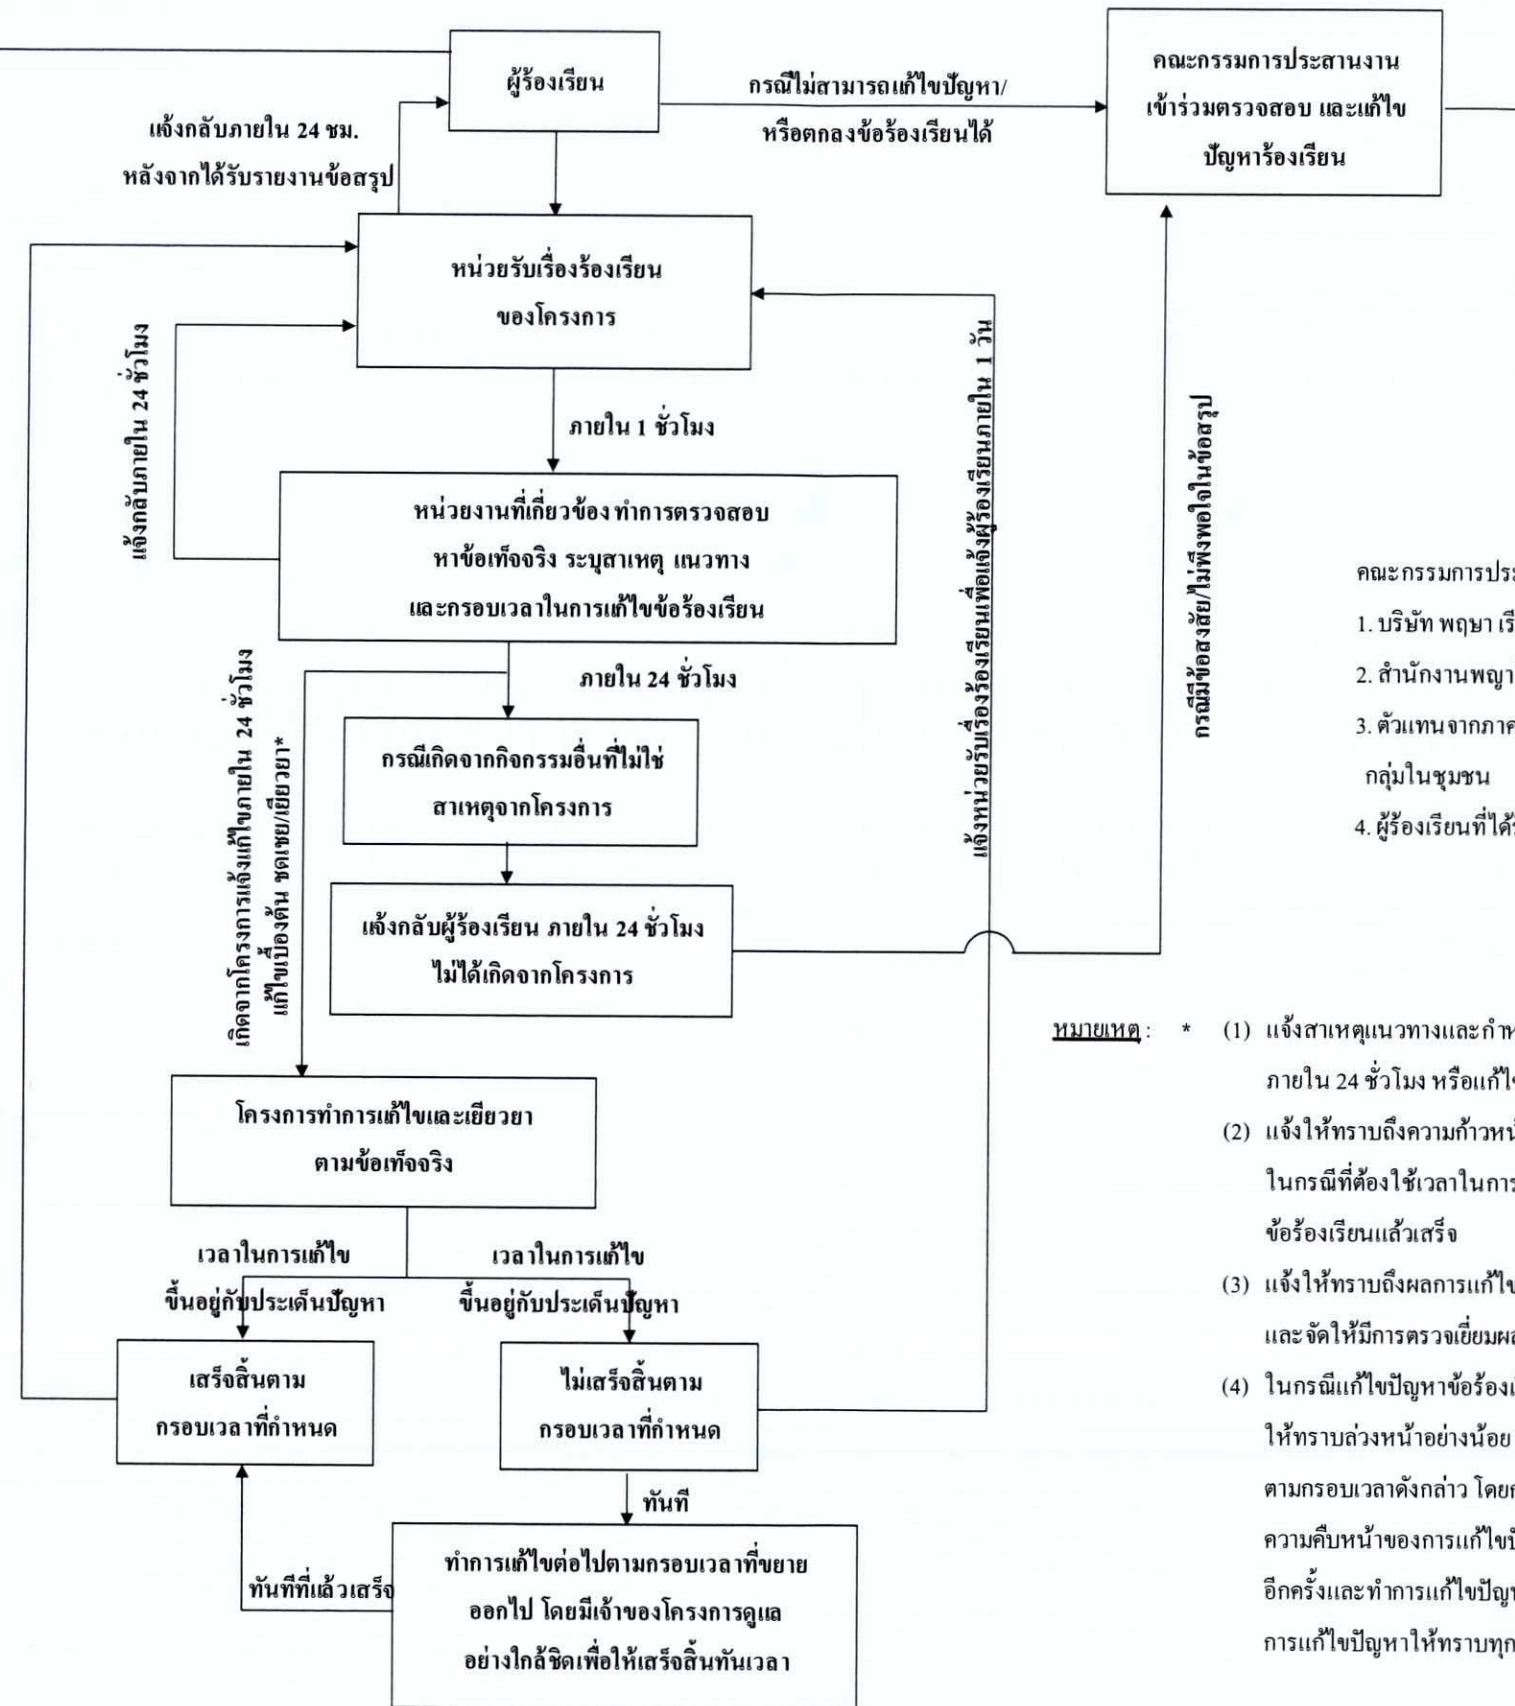 ผู้ร้องเรียน
กรณีไม่สามารถแก้ไขปัญหา/
หรือตกลงข้อร้องเรียนได้
คณะกรรมการประสานงาน
เข้าร่วมตรวจสอบ และแก้ไข
ปัญหาร้องเรียน
แจ้งกลับภายใน 24 ชม.
หลังจากได้รับรายงานข้อสรุป
หน่วยรับเรื่องร้องเรียน
ของโครงการ
แจ้งกลับภายใน 24 ชั่วโมง
ภายใน 1 ชั่วโมง
แจ้งหน่วยรับเรื่องร้องเรียนเพื่อแจ้งผู้ร้องเรียนภายใน 1 วัน
กรณีมีข้อสงสัย/ไม่พึงพอใจในข้อสรุป
หน่วยงานที่เกี่ยวข้อง ทำการตรวจสอบ
หาข้อเท็จจริง ระบุสาเหตุ แนวทาง
และกรอบเวลาในการแก้ไขข้อร้องเรียน
ภายใน 24 ชั่วโมง
เกิดจากโครงการแจ้งแก้ไขภายใน 24 ชั่วโมง
แก้ไขเบื้องต้น ชดเชย/เยียวยา*
กรณีเกิดจากกิจกรรมอื่นที่ไม่ใช่
สาเหตุจากโครงการ
แจ้งกลับผู้ร้องเรียน ภายใน 24 ชั่วโมง
ไม่ได้เกิดจากโครงการ
คณะกรรมการประ
1. บริษัท พฤษา เรี
2. สำนักงานพญา
3. ตัวแทนจากภาค
กลุ่มในชุมชน
4. ผู้ร้องเรียนที่ได้
โครงการทำการแก้ไขและเยียวยา
ตามข้อเท็จจริง
เวลาในการแก้ไข
ขึ้นอยู่กับประเด็นปัญหา
เวลาในการแก้ไข
ขึ้นอยู่กับประเด็นปัญหา
เสร็จสิ้นตาม
กรอบเวลาที่กำหนด
ไม่เสร็จสิ้นตาม
กรอบเวลาที่กำหนด
ทันที
ทันทีที่แล้วเสร็จ
ทำการแก้ไขต่อไปตามกรอบเวลาที่ขยาย
ออกไป โดยมีเจ้าของโครงการดูแล
อย่างใกล้ชิดเพื่อให้เสร็จสิ้นทันเวลา
หมายเหตุ : * (1) แจ้งสาเหตุแนวทางและกำห
ภายใน 24 ชั่วโมง หรือแก้ไข
(2) แจ้งให้ทราบถึงความก้าวหน้
ในกรณีที่ต้องใช้เวลาในการ
ข้อร้องเรียนแล้วเสร็จ
(3) แจ้งให้ทราบถึงผลการแก้ไข
และจัดให้มีการตรวจเยี่ยมผ
(4) ในกรณีแก้ไขปัญหาข้อร้อง
ให้ทราบล่วงหน้าอย่างน้อย
ตามกรอบเวลาดังกล่าว โดย
ความคืบหน้าของการแก้ไข
อีกครั้งและทำการแก้ไขปัญ
การแก้ไขปัญหาให้ทราบทุก